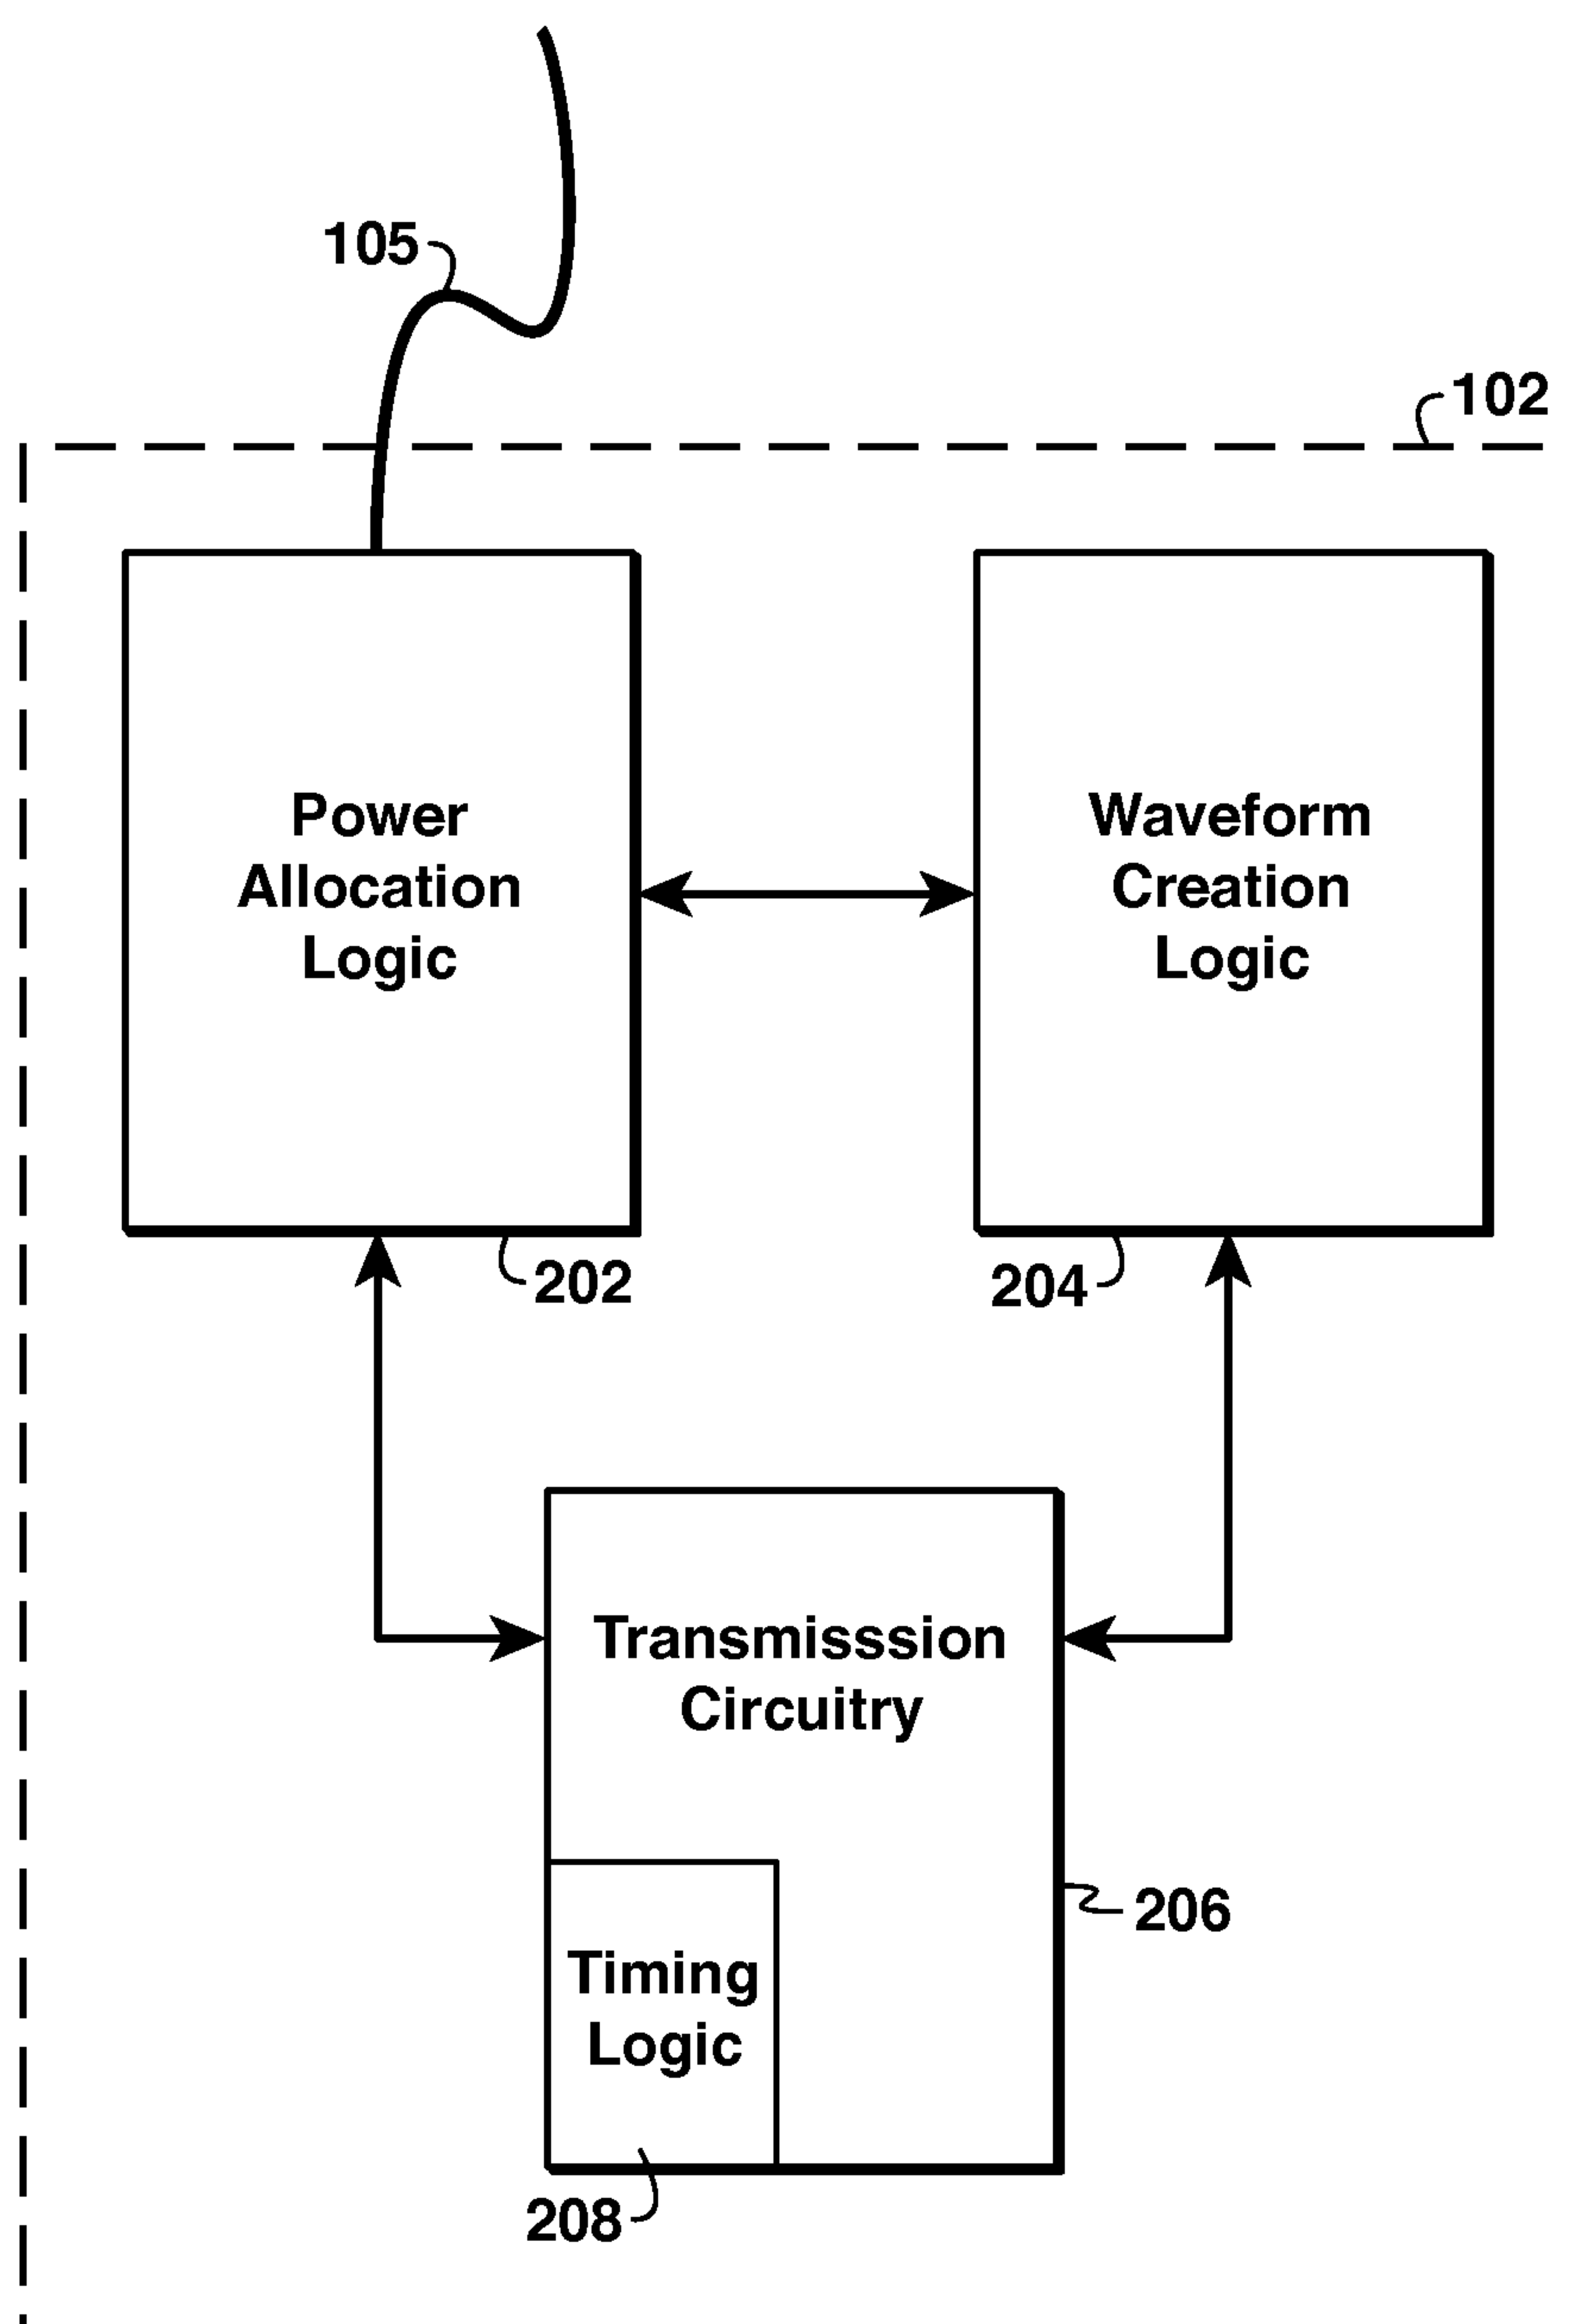 105
102
Power
Allocation
Logic
Waveform
Creation
Logic
202
204
Transmisssion
Circuitry
206
Timing
Logic
208